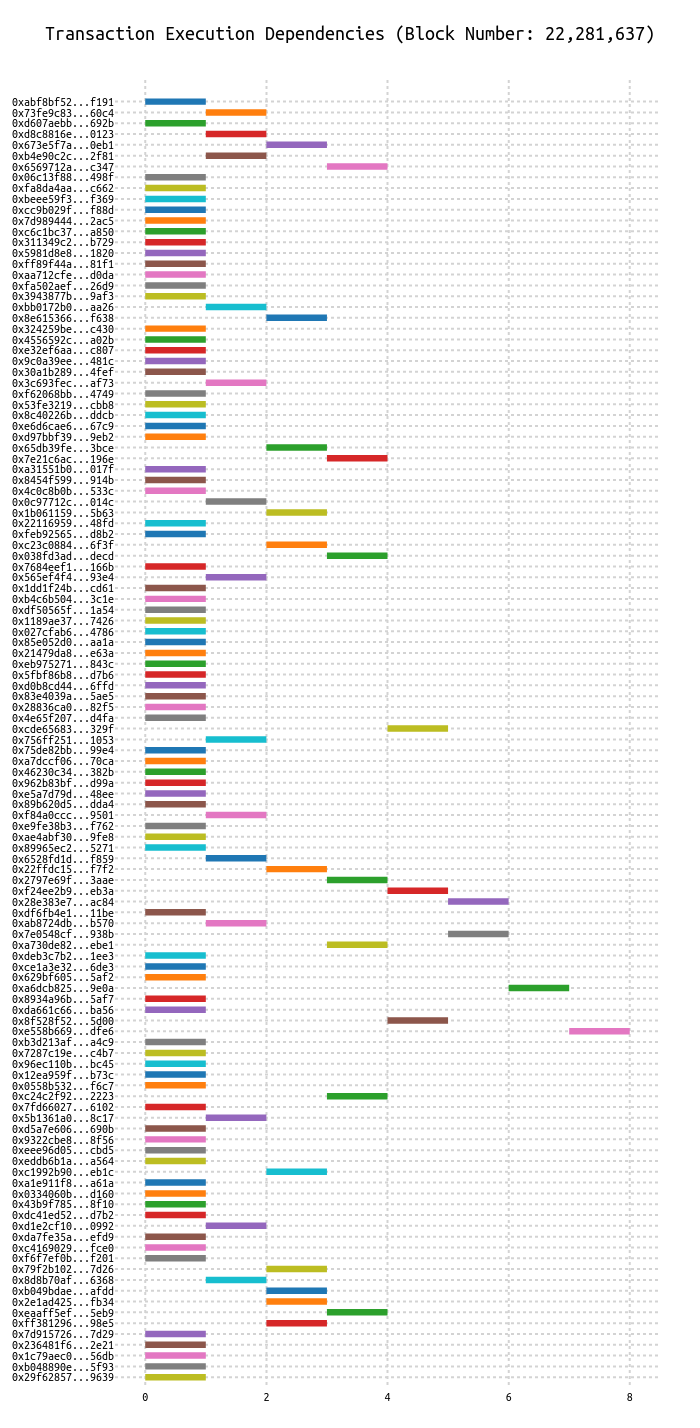 Transaction Execution Dependencies (Block Number: 22,281,637)
0xabf8bf52...f191
0x73fe9c83...60c4
0xd607aebb...692b
0xd8c8816e...0123
0x673e5f7a...0eb1
0xb4e90c2c...2f81
0x6569712a...c347
0x06c13f88...498f
0xfa8da4aa...c662
0xbeee59f3...f369
0xcc9b029f...f88d
0x7d989444...2ac5
0xc6c1bc37...a850
0x311349c2...b729
0x5981d8e8...1820
0xff89f44a...81f1
0xaa712cfe...d0da
0xfa502aef...26d9
0x3943877b...9af3
0xbb0172b0...aa26
0x8e615366...f638
0x324259be...c430
0x4556592c...a02b
0xe32ef6aa...c807
0x9c0a39ee...481c
0x30a1b289...4fef
0x3c693fec...af73
0xf62068bb...4749
0x53fe3219...cbb8
0x8c40226b...ddcb
0xe6d6cae6...67c9
0xd97bbf39...9eb2
0x65db39fe...3bce
0x7e21c6ac...196e
0xa31551b0...017f
0x8454f599...914b
0x4c0c8b0b...533c
0x0c97712c...014c
0x1b061159...5b63
0x22116959...48fd
0xfeb92565...d8b2
0xc23c0884...6f3f
0x038fd3ad...decd
0x7684eef1...166b
0x565ef4f4...93e4
0x1dd1f24b...cd61
0xb4c6b504...3c1e
0xdf50565f...1a54
0x1189ae37...7426
0x027cfab6...4786
0x85e052d0...aa1a
0x21479da8...e63a
0xeb975271...843c
0x5fbf86b8...d7b6
0xd0b8cd44...6ffd
0x83e4039a...5ae5
0x28836ca0...82f5
0x4e65f207...d4fa
0xcde65683...329f
0x756ff251...1053
0x75de82bb...99e4
0xa7dccf06...70ca
0x46230c34...382b
0x962b83bf...d99a
0xe5a7d79d...48ee
0x89b620d5...dda4
0xf84a0ccc...9501
0xe9fe38b3...f762
0xae4abf30...9fe8
0x89965ec2...5271
0x6528fd1d...f859
0x22ffdc15...f7f2
0x2797e69f...3aae
0xf24ee2b9...eb3a
0x28e383e7...ac84
0xdf6fb4e1...11be
0xab8724db...b570
0x7e0548cf...938b
0xa730de82...ebe1
0xdeb3c7b2...1ee3
0xce1a3e32...6de3
0x629bf605...5af2
0xa6dcb825...9e0a
0x8934a96b...5af7
0xda661c66...ba56
0x8f528f52...5d00
0xe558b669...dfe6
0xb3d213af...a4c9
0x7287c19e...c4b7
0x96ec110b...bc45
0x12ea959f...b73c
0x0558b532...f6c7
0xc24c2f92...2223
0x7fd66027...6102
0x5b1361a0...8c17
0xd5a7e606...690b
0x9322cbe8...8f56
0xeee96d05...cbd5
0xeddb6b1a...a564
0xc1992b90...eb1c
0xa1e911f8...a61a
0x0334060b...d160
0x43b9f785...8f10
0xdc41ed52...d7b2
0xd1e2cf10...0992
0xda7fe35a...efd9
0xc4169029...fce0
0xf6f7ef0b...f201
0x79f2b102...7d26
0x8d8b70af...6368
0xb049bdae...afdd
0x2e1ad425...fb34
0xeaaff5ef...5eb9
0xff381296...98e5
0x7d915726...7d29
0x236481f6...2e21
0x1c79aec0...56db
0xb048890e...5f93
0x29f62857...9639
0 2 4 6 8